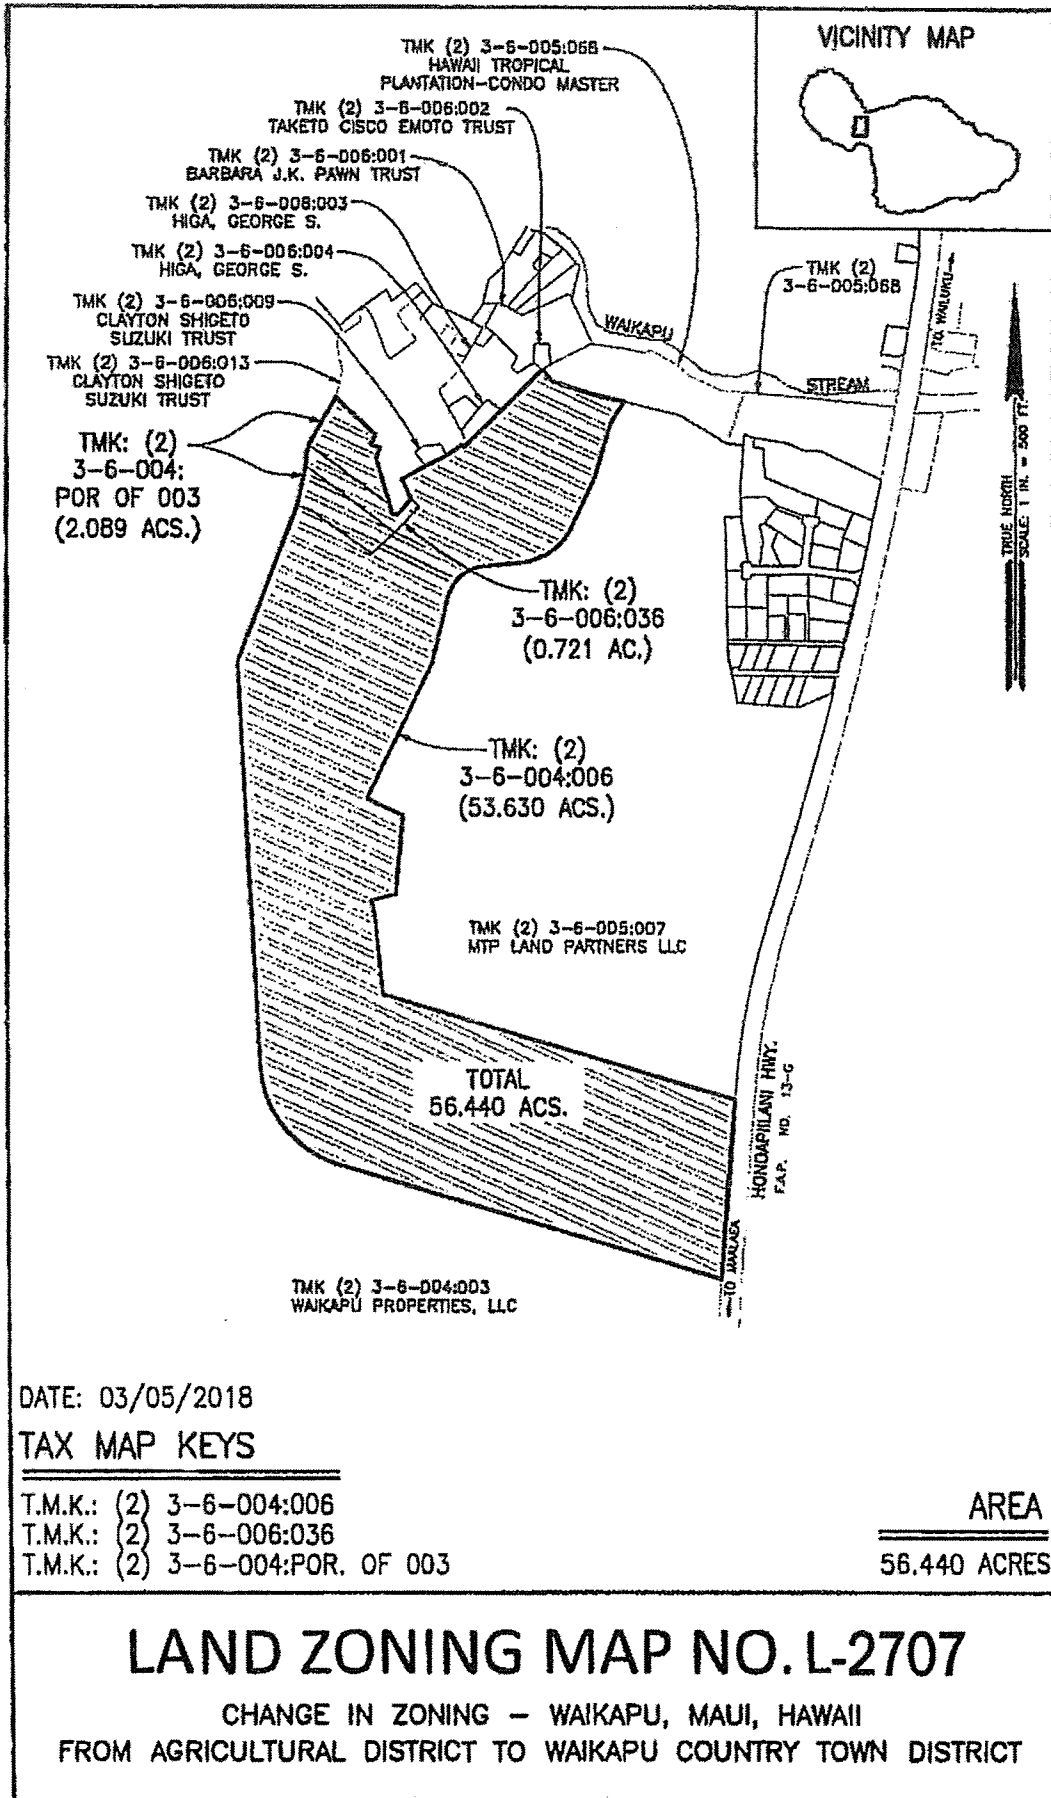 VICINITY MAP
TMK (2) 3-6-005:068
HAWAII TROPICAL
PLANTATION-CONDO MASTER
TMK (2) 3-6-006:002
TAKETO CISCO EMOTO TRUST
TMK (2) 3-6-006:001
BARBARA J.K. PAWN TRUST
TMK (2) 3-6-006:003
HIGA, GEORGE S.
TMK (2) 3-6-006:004
HIGA, GEORGE S.
TMK (2) 3-6-006:009
CLAYTON SHIGETO
SUZUKI TRUST
TMK (2) 3-6-006:013
CLAYTON SHIGETO
SUZUKI TRUST
TMK: (2)
3-6-004:
POR OF 003
(2.089 ACS.)
TMK (2)
3-6-005:068
WAIKAPU
STREAM
TO WAILUKU
TRUE NORTH
SCALE: 1 IN. = 500 FT.
TMK: (2)
3-6-006:036
(0.721 AC.)
TMK: (2)
3-6-004:006
(53.630 ACS.)
TMK (2) 3-6-005:007
MTP LAND PARTNERS LLC
TOTAL
56.440 ACS.
HONOAPIILANI HWY.
F.A.P. NO. 13-G
TO MAALAEA
TMK (2) 3-6-004:003
WAIKAPU PROPERTIES, LLC
DATE: 03/05/2018
TAX MAP KEYS
T.M.K.: (2) 3-6-004:006
T.M.K.: (2) 3-6-006:036
T.M.K.: (2) 3-6-004:POR. OF 003
AREA
56.440 ACRES
LAND ZONING MAP NO. L-2707
CHANGE IN ZONING – WAIKAPU, MAUI, HAWAII
FROM AGRICULTURAL DISTRICT TO WAIKAPU COUNTRY TOWN DISTRICT